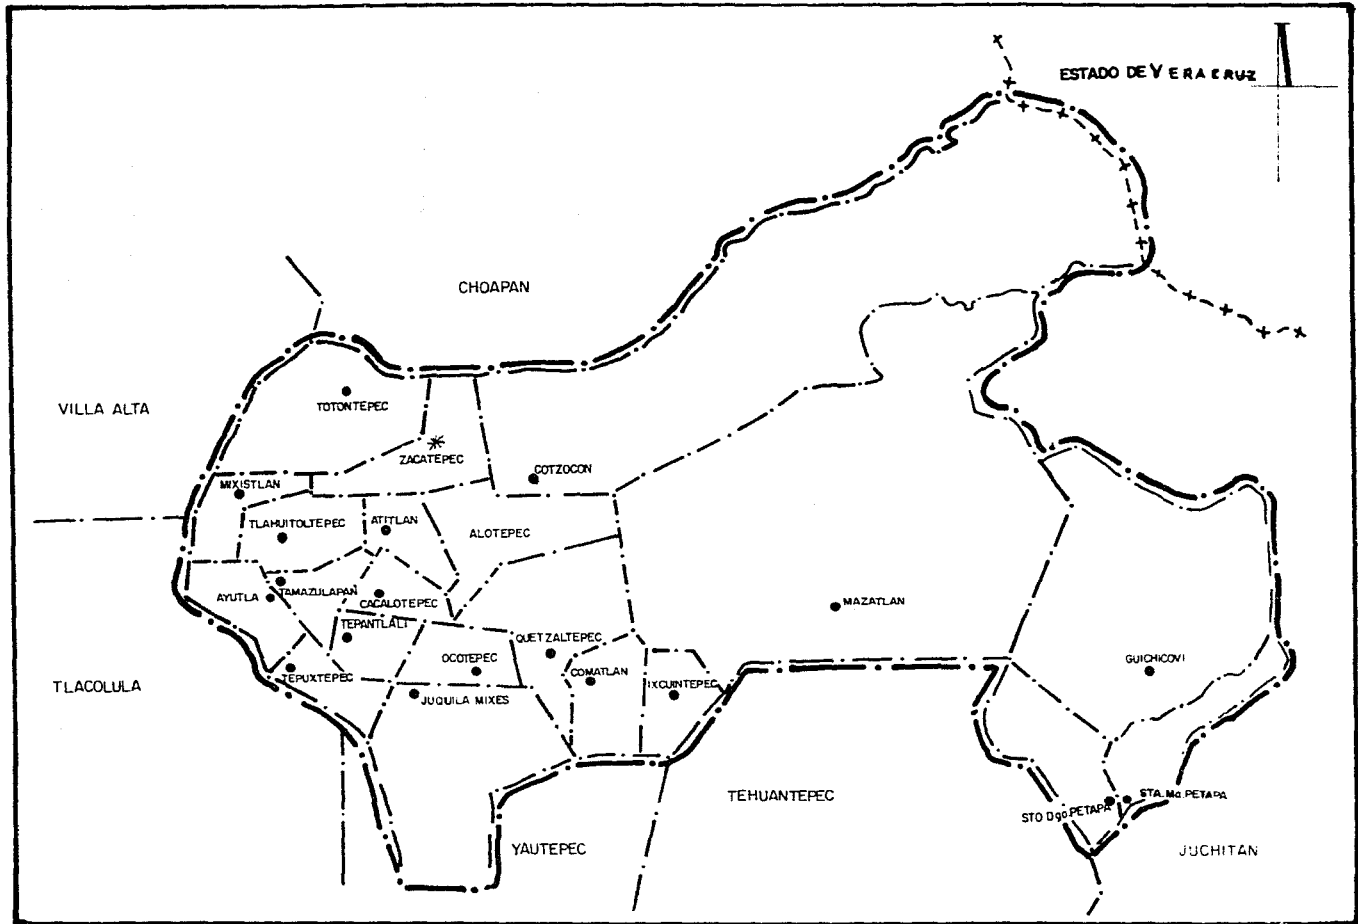 ESTADO DE VERACRUZ
CHOAPAN
VILLA ALTA
TOTONTEPEC
ZACATEPEC
COTZOCON
MIXISTLAN
TLAHUITOLTEPEC
ATITLAN
ALOTEPEC
TAMAZULAPAN
AYUTLA
CACALOTEPEC
MAZATLAN
TEPANTLALI
QUETZALTEPEC
OCOTEPEC
GUICHICOVI
TEPUXTEPEC
COMATLAN
IXCUINTEPEC
TLACOLULA
JUQUILA MIXES
TEHUANTEPEC
STO Dgo. PETAPA
STA. Ma. PETAPA
YAUTEPEC
JUCHITAN